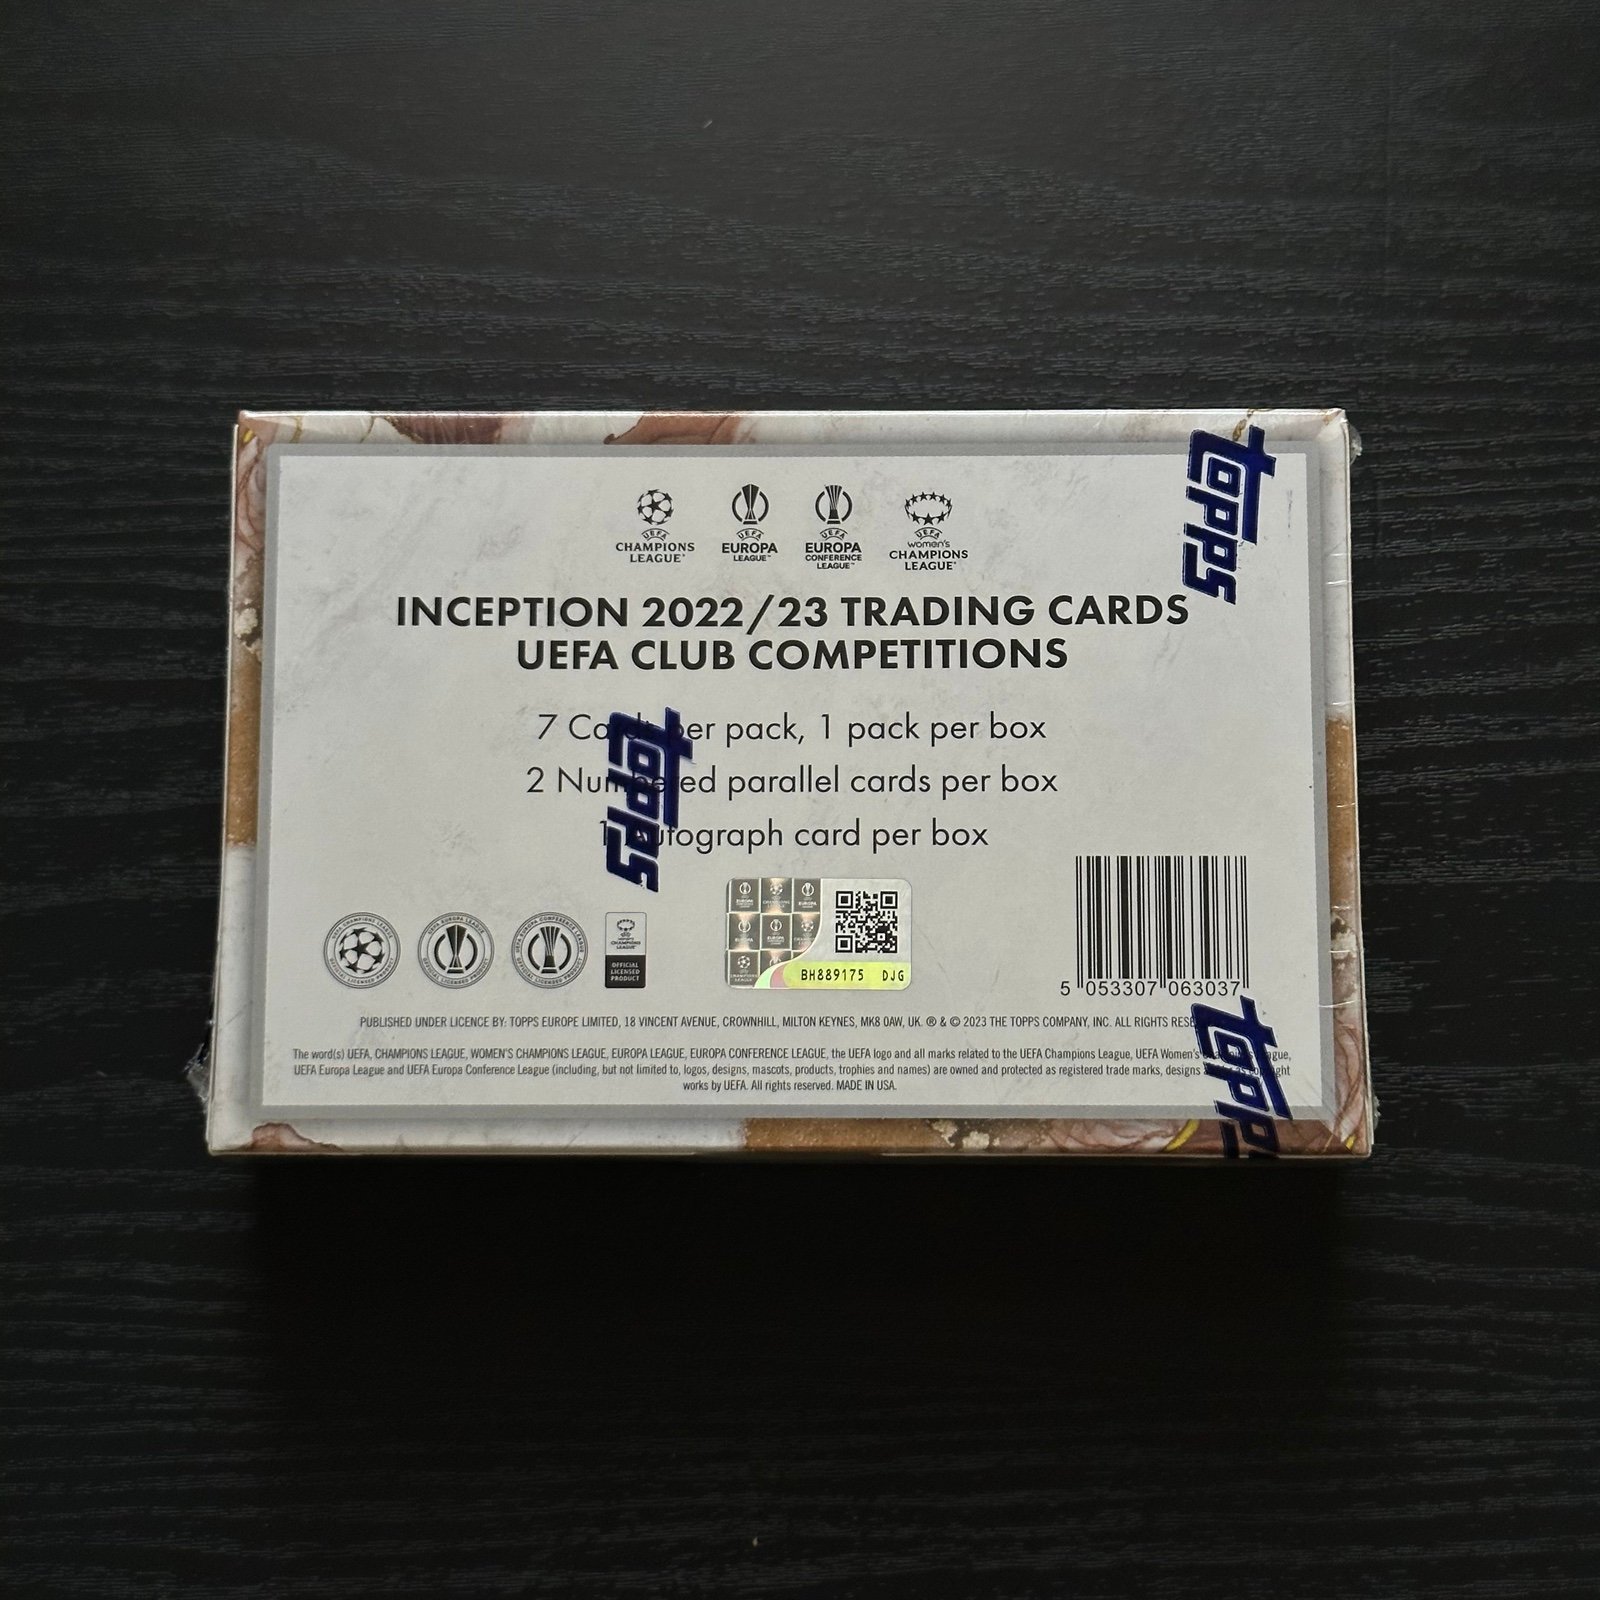 UEFA
CHAMPIONS
LEAGUE®
UEFA
EUROPA
LEAGUE™
UEFA
EUROPA
CONFERENCE
LEAGUE™
UEFA
women's
CHAMPIONS
LEAGUE®
topps
INCEPTION 2022/23 TRADING CARDS
UEFA CLUB COMPETITIONS
7 Cards per pack, 1 pack per box
2 Numbered parallel cards per box
1 Autograph card per box
topps
OFFICIAL
LICENSED
PRODUCT
BH889175 DJG
5 053307 063037
PUBLISHED UNDER LICENCE BY: TOPPS EUROPE LIMITED, 18 VINCENT AVENUE, CROWNHILL, MILTON KEYNES, MK8 0AW, UK. ® & © 2023 THE TOPPS COMPANY, INC. ALL RIGHTS RESE
The word(s) UEFA, CHAMPIONS LEAGUE, WOMEN'S CHAMPIONS LEAGUE, EUROPA LEAGUE, EUROPA CONFERENCE LEAGUE, the UEFA logo and all marks related to the UEFA Champions League, UEFA Women's League,
UEFA Europa League and UEFA Europa Conference League (including, but not limited to, logos, designs, mascots, products, trophies and names) are owned and protected as registered trade marks, designs
works by UEFA. All rights reserved. MADE IN USA.
topps